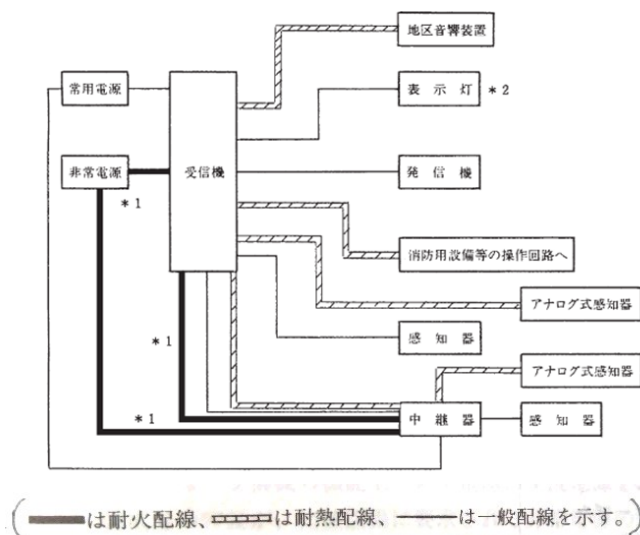 地区音響装置
常用電源
表示灯 *2
非常電源
受信機
発信機
*1
消防用設備等の操作回路へ
アナログ式感知器
*1
感知器
アナログ式感知器
*1
中継器
感知器
（は耐火配線、は耐熱配線、は一般配線を示す。）